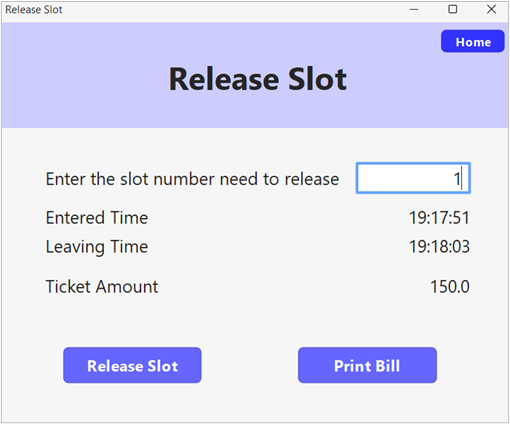 Release Slot
Home
Release Slot
Enter the slot number need to release 1
Entered Time 19:17:51
Leaving Time 19:18:03
Ticket Amount 150.0
Release Slot Print Bill